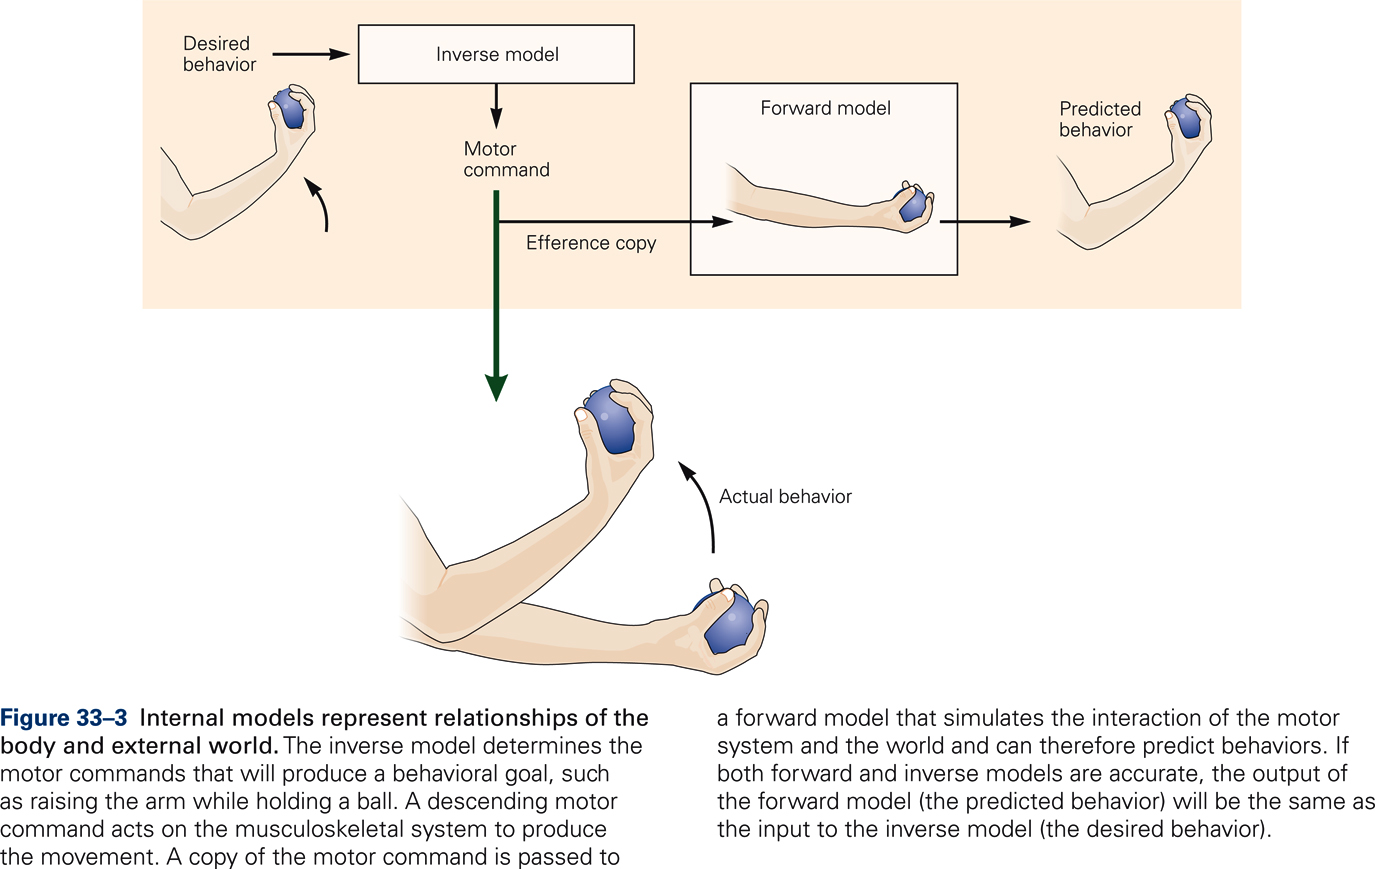 Desired
behavior
Inverse model
Motor
command
Efference copy
Forward model
Predicted
behavior
Actual behavior
Figure 33–3 Internal models represent relationships of the
body and external world. The inverse model determines the
motor commands that will produce a behavioral goal, such
as raising the arm while holding a ball. A descending motor
command acts on the musculoskeletal system to produce
the movement. A copy of the motor command is passed to
a forward model that simulates the interaction of the motor
system and the world and can therefore predict behaviors. If
both forward and inverse models are accurate, the output of
the forward model (the predicted behavior) will be the same as
the input to the inverse model (the desired behavior).